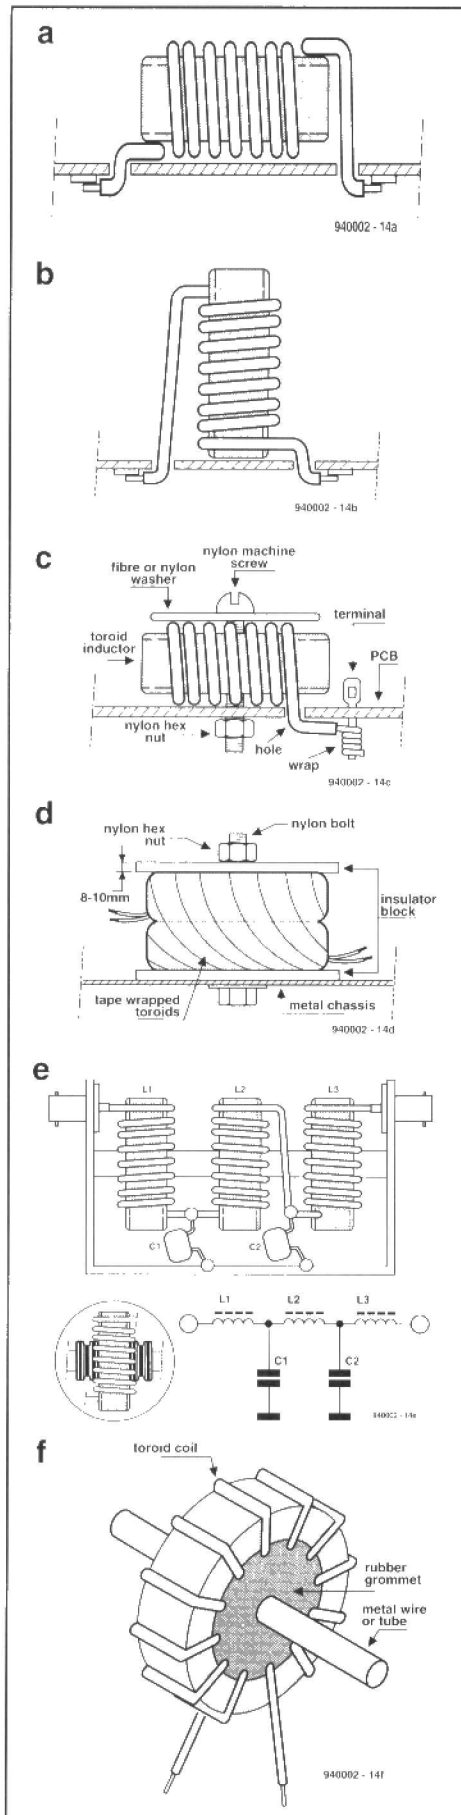 a
940002 - 14a
b
940002 - 14b
c
nylon machine
screw
fibre or nylon
washer
terminal
toroid
inductor
PCB
nylon hex
nut
hole
wrap
940002 - 14c
d
nylon hex
nut
nylon bolt
8-10mm
insulator
block
tape wrapped
toroids
metal chassis
940002 - 14d
e
L1
L2
L3
C1
C2
L1
L2
L3
C1
C2
940002 - 14e
f
toroid coil
rubber
grommet
metal wire
or tube
940002 - 14f